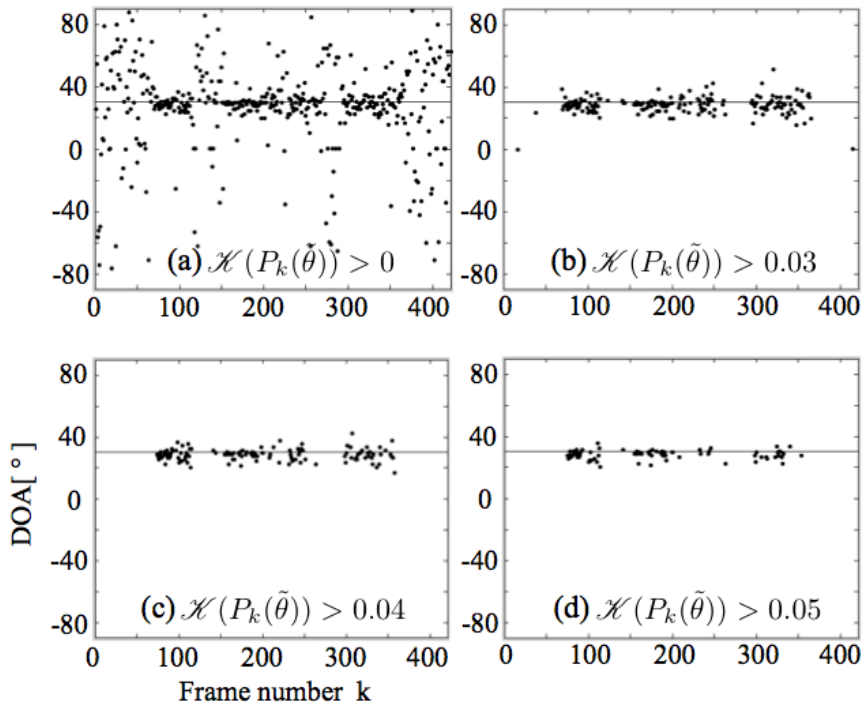 80
40
0
-40
-80
(a) 𝒦(P_k(θ̃)) > 0
0 100 200 300 400
80
40
0
-40
-80
(b) 𝒦(P_k(θ̃)) > 0.03
0 100 200 300 400
DOA[ ° ]
80
40
0
-40
-80
(c) 𝒦(P_k(θ̃)) > 0.04
0 100 200 300 400
80
40
0
-40
-80
(d) 𝒦(P_k(θ̃)) > 0.05
0 100 200 300 400
Frame number k